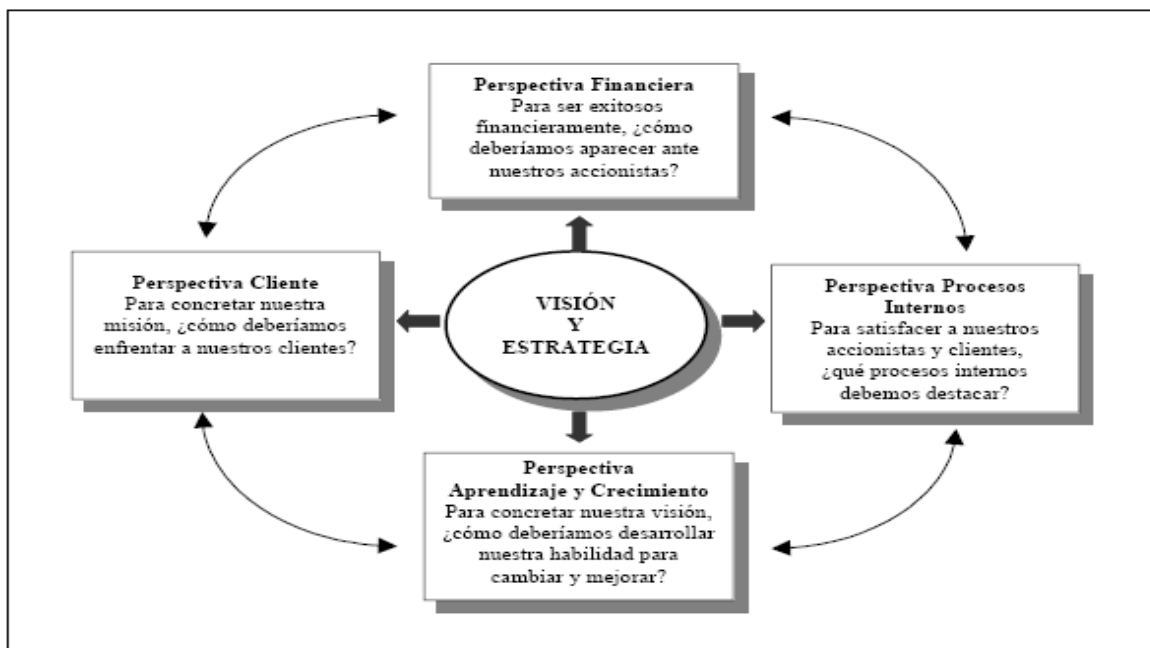 Perspectiva Financiera
Para ser exitosos
financieramente, ¿cómo
deberíamos aparecer ante
nuestros accionistas?
Perspectiva Cliente
Para concretar nuestra
misión, ¿cómo deberíamos
enfrentar a nuestros clientes?
VISIÓN
Y
ESTRATEGIA
Perspectiva Procesos
Internos
Para satisfacer a nuestros
accionistas y clientes,
¿qué procesos internos
debemos destacar?
Perspectiva
Aprendizaje y Crecimiento
Para concretar nuestra visión,
¿cómo deberíamos desarrollar
nuestra habilidad para
cambiar y mejorar?